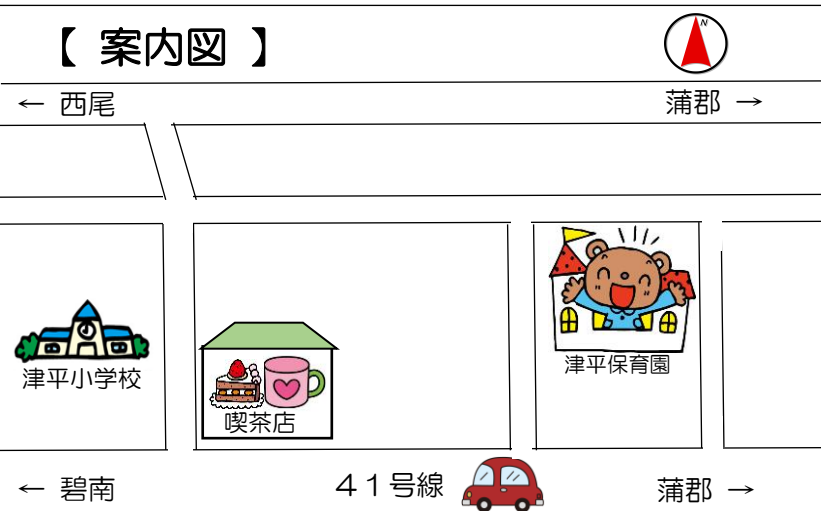 【 案内図 】
N
← 西尾
蒲郡 →
津平小学校
喫茶店
津平保育園
← 碧南
４１号線
蒲郡 →